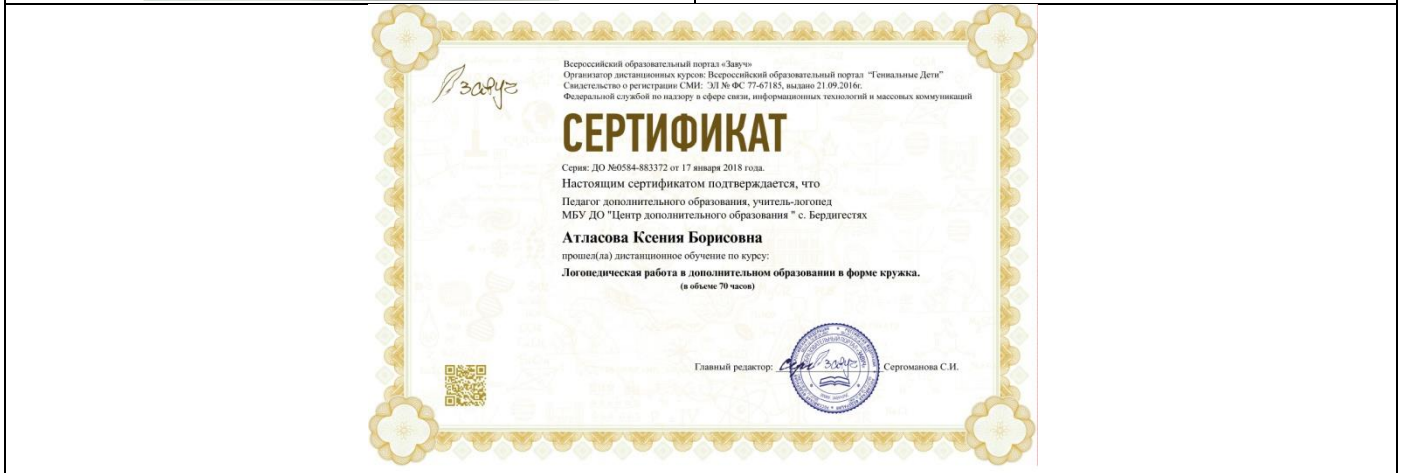 Завуч
Всероссийский образовательный портал «Завуч»
Организатор дистанционных курсов: Всероссийский образовательный портал "Гениальные Дети"
Свидетельство о регистрации СМИ: ЭЛ № ФС 77-67185, выдано 21.09.2016г.
Федеральной службой по надзору в сфере связи, информационных технологий и массовых коммуникаций
СЕРТИФИКАТ
Серия: ДО №0584-883372 от 17 января 2018 года.
Настоящим сертификатом подтверждается, что
Педагог дополнительного образования, учитель-логопед
МБУ ДО "Центр дополнительного образования " с. Бердигестях
Атласова Ксения Борисовна
прошел(ла) дистанционное обучение по курсу:
Логопедическая работа в дополнительном образовании в форме кружка.
(в объеме 70 часов)
Главный редактор: Сергоманова С.И.
Завуч